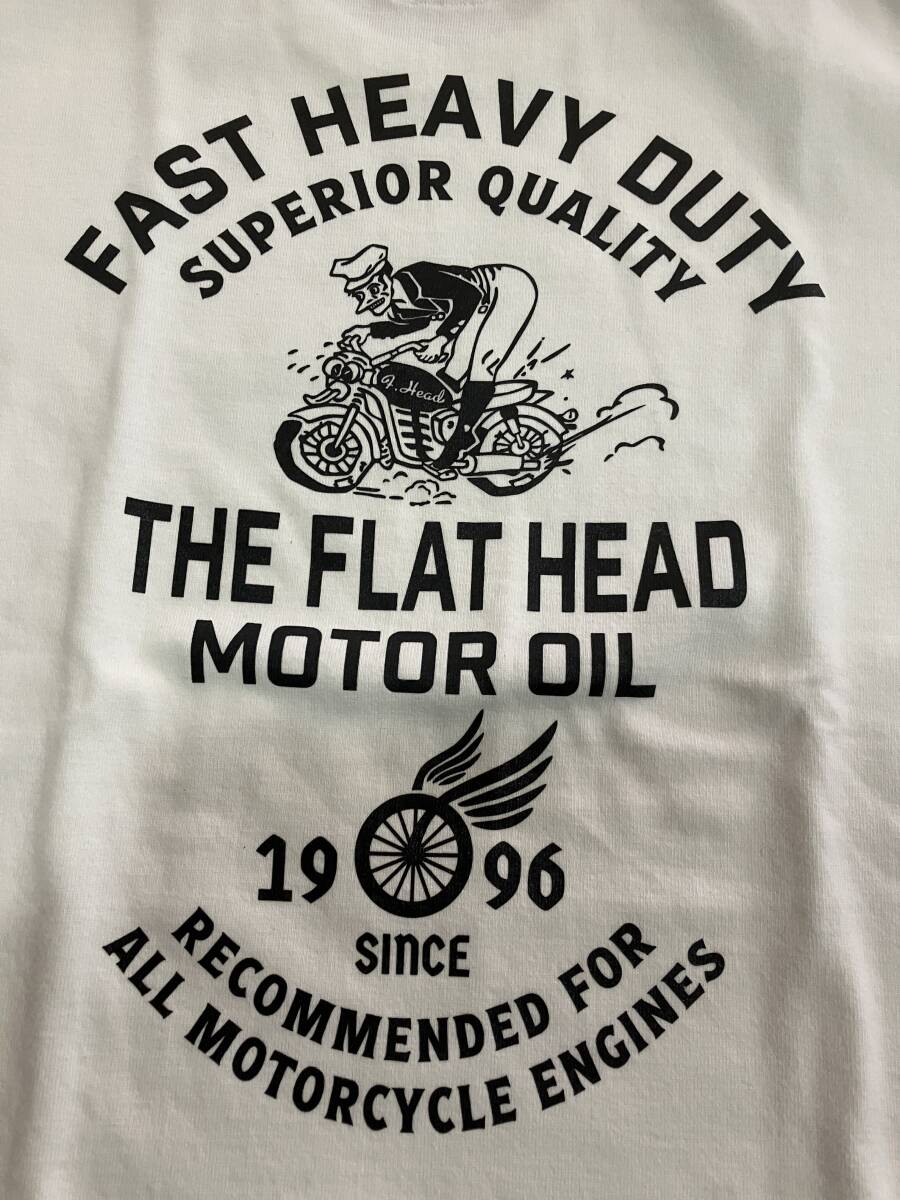 FAST HEAVY DUTY
SUPERIOR QUALITY
F. Head
THE FLAT HEAD
MOTOR OIL
19 96
SINCE
RECOMMENDED FOR
ALL MOTORCYCLE ENGINES